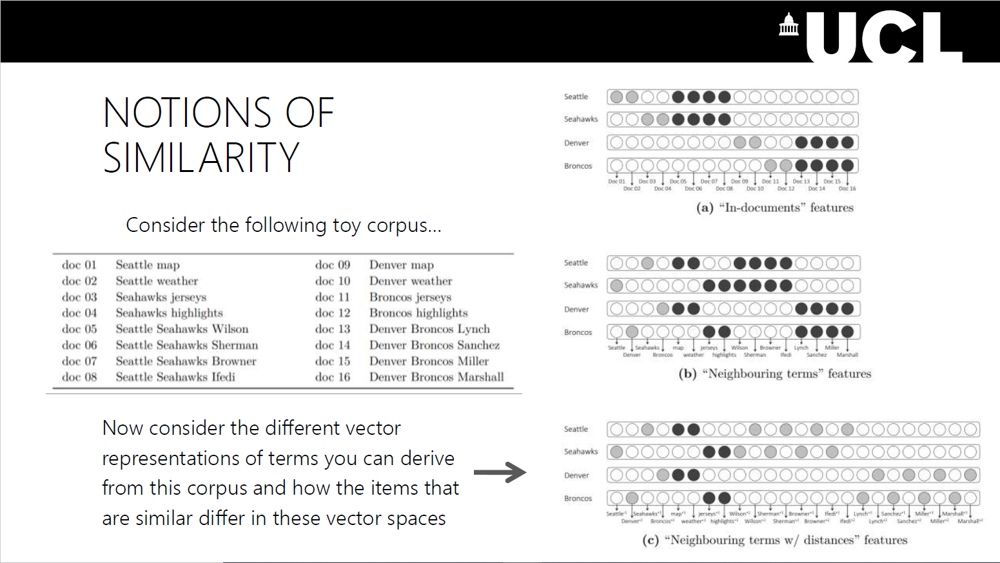 UCL
NOTIONS OF
SIMILARITY
Consider the following toy corpus...
doc 01 Seattle map doc 09 Denver map
doc 02 Seattle weather doc 10 Denver weather
doc 03 Seahawks jerseys doc 11 Broncos jerseys
doc 04 Seahawks highlights doc 12 Broncos highlights
doc 05 Seattle Seahawks Wilson doc 13 Denver Broncos Lynch
doc 06 Seattle Seahawks Sherman doc 14 Denver Broncos Sanchez
doc 07 Seattle Seahawks Browner doc 15 Denver Broncos Miller
doc 08 Seattle Seahawks Ifedi doc 16 Denver Broncos Marshall
Now consider the different vector
representations of terms you can derive
from this corpus and how the items that
are similar differ in these vector spaces
Seattle
Seahawks
Denver
Broncos
Doc 01 Doc 03 Doc 05 Doc 07 Doc 09 Doc 11 Doc 13 Doc 15
Doc 02 Doc 04 Doc 06 Doc 08 Doc 10 Doc 12 Doc 14 Doc 16
(a) “In-documents” features
Seattle
Seahawks
Denver
Broncos
Seattle Seahawks map jerseys Wilson Browner Lynch Miller
Denver Broncos weather highlights Sherman Ifedi Sanchez Marshall
(b) “Neighbouring terms” features
Seattle
Seahawks
Denver
Broncos
Seattle⁻¹ Seahawks⁺¹ map⁺¹ jerseys⁺¹ Wilson⁺¹ Sherman⁺¹ Browner⁺¹ Ifedi⁺¹ Lynch⁺¹ Sanchez⁺¹ Miller⁺¹ Marshall⁺¹
Denver⁻¹ Broncos⁺¹ weather⁺¹ highlights⁺¹ Wilson⁺² Sherman⁺² Browner⁺² Ifedi⁺² Lynch⁺² Sanchez⁺² Miller⁺² Marshall⁺²
(c) “Neighbouring terms w/ distances” features